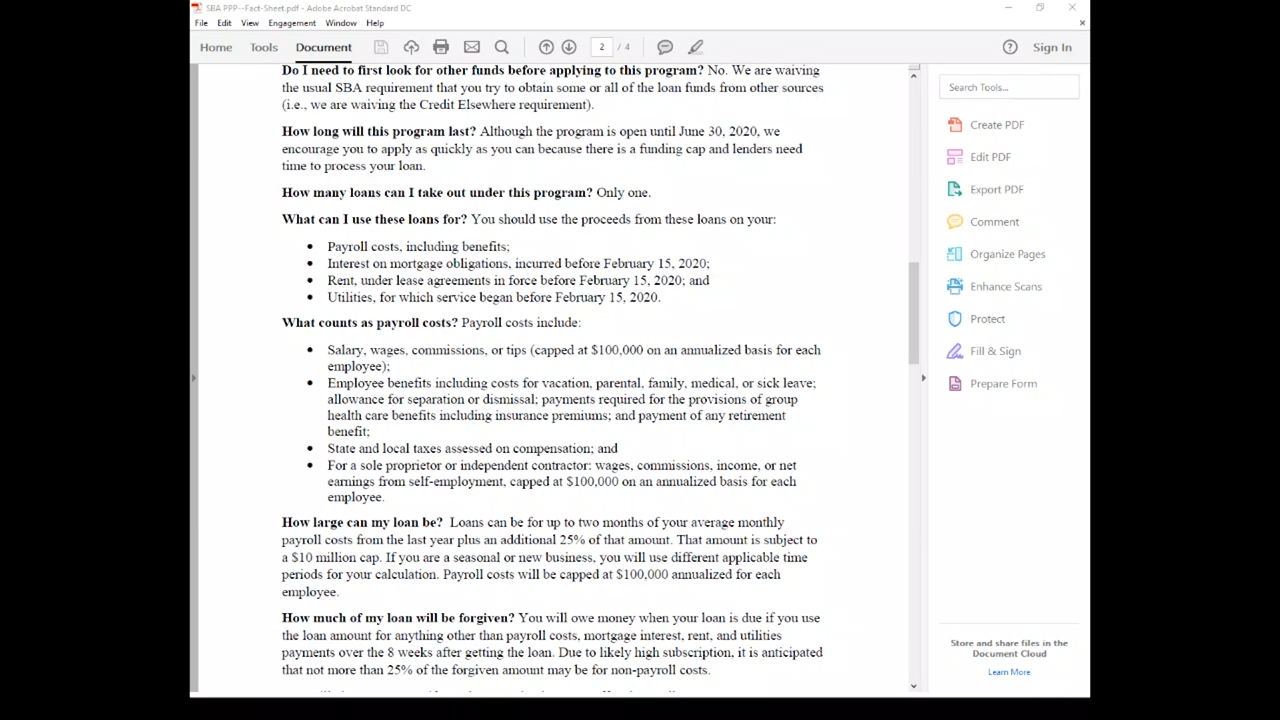 SBA PPP--Fact-Sheet.pdf - Adobe Acrobat Standard DC
File Edit View Engagement Window Help
Home Tools Document 2 / 4 Sign In
Do I need to first look for other funds before applying to this program? No. We are waiving
the usual SBA requirement that you try to obtain some or all of the loan funds from other sources
(i.e., we are waiving the Credit Elsewhere requirement).
How long will this program last? Although the program is open until June 30, 2020, we
encourage you to apply as quickly as you can because there is a funding cap and lenders need
time to process your loan.
How many loans can I take out under this program? Only one.
What can I use these loans for? You should use the proceeds from these loans on your:
• Payroll costs, including benefits;
• Interest on mortgage obligations, incurred before February 15, 2020;
• Rent, under lease agreements in force before February 15, 2020; and
• Utilities, for which service began before February 15, 2020.
What counts as payroll costs? Payroll costs include:
• Salary, wages, commissions, or tips (capped at $100,000 on an annualized basis for each
employee);
• Employee benefits including costs for vacation, parental, family, medical, or sick leave;
allowance for separation or dismissal; payments required for the provisions of group
health care benefits including insurance premiums; and payment of any retirement
benefit;
• State and local taxes assessed on compensation; and
• For a sole proprietor or independent contractor: wages, commissions, income, or net
earnings from self-employment, capped at $100,000 on an annualized basis for each
employee.
How large can my loan be? Loans can be for up to two months of your average monthly
payroll costs from the last year plus an additional 25% of that amount. That amount is subject to
a $10 million cap. If you are a seasonal or new business, you will use different applicable time
periods for your calculation. Payroll costs will be capped at $100,000 annualized for each
employee.
How much of my loan will be forgiven? You will owe money when your loan is due if you use
the loan amount for anything other than payroll costs, mortgage interest, rent, and utilities
payments over the 8 weeks after getting the loan. Due to likely high subscription, it is anticipated
that not more than 25% of the forgiven amount may be for non-payroll costs.
Search Tools...
Create PDF
Edit PDF
Export PDF
Comment
Organize Pages
Enhance Scans
Protect
Fill & Sign
Prepare Form
Store and share files in the
Document Cloud
Learn More